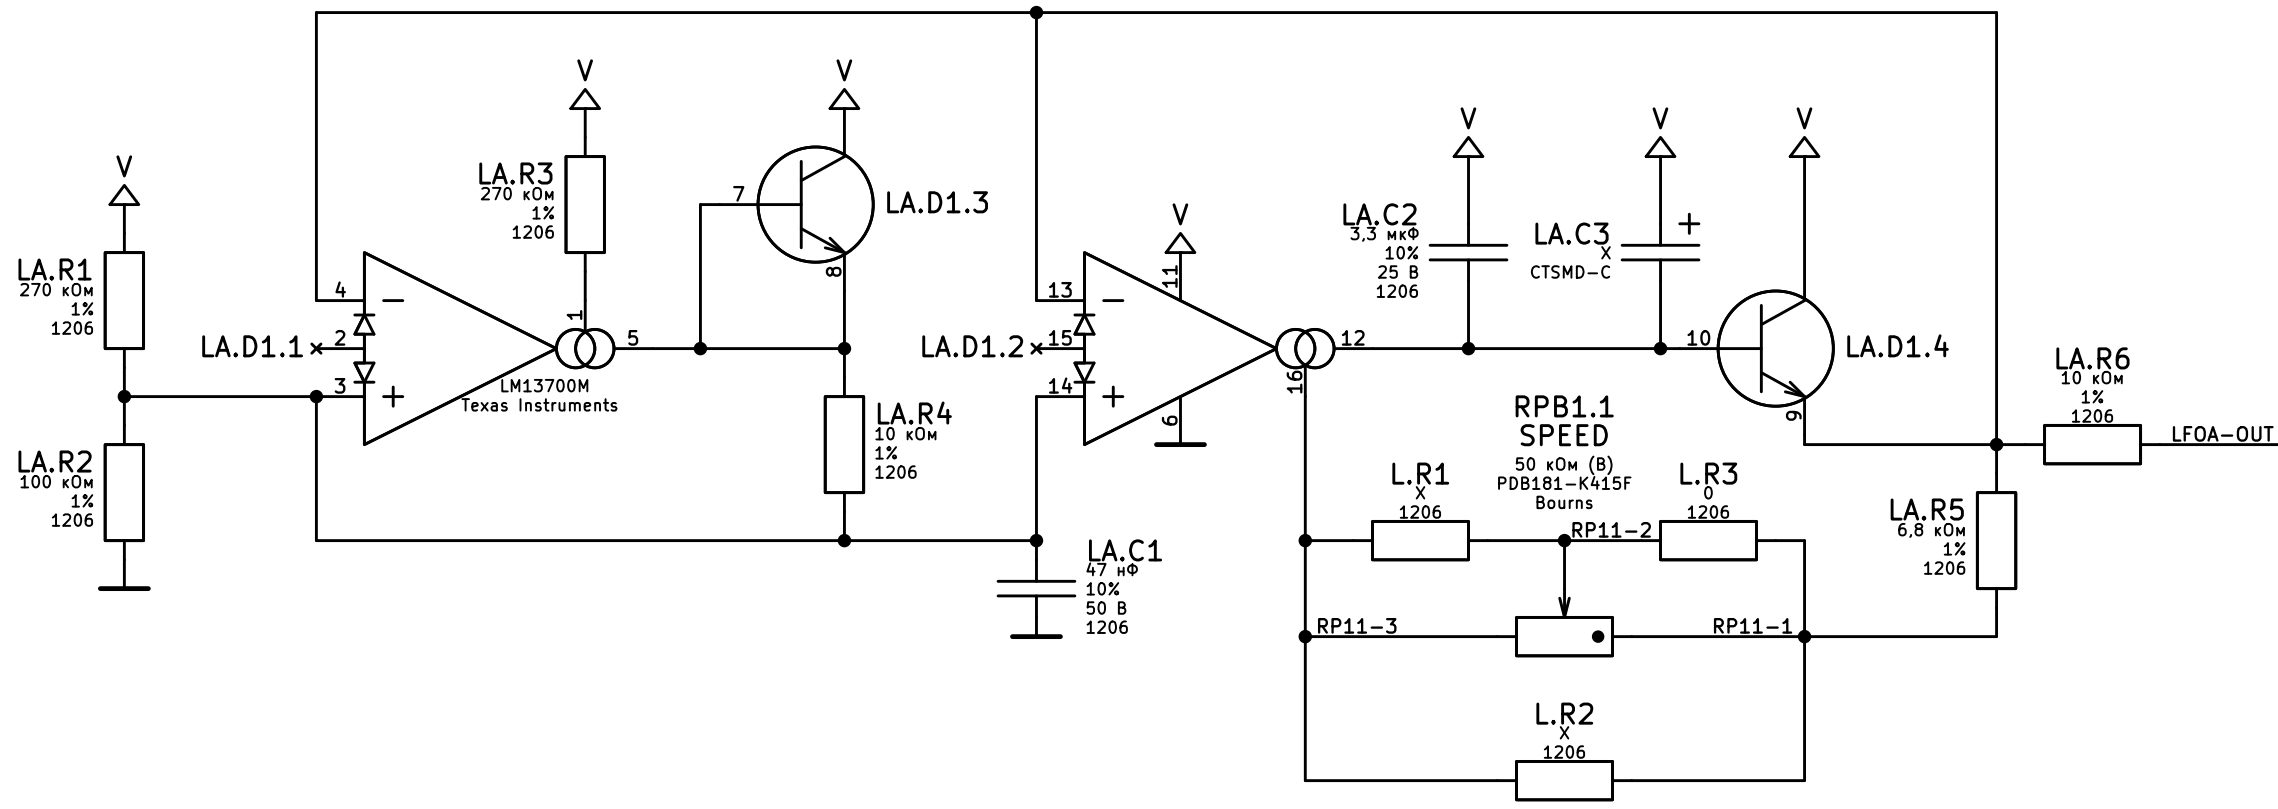 V
LA.R1
270 кОм
1%
1206
LA.R2
100 кОм
1%
1206
V
LA.R3
270 кОм
1%
1206
1
4
2
3
LA.D1.1
5
LM13700M
Texas Instruments
V
7
LA.D1.3
8
LA.R4
10 кОм
1%
1206
V
11
13
15
14
LA.D1.2
12
16
6
LA.C1
47 нФ
10%
50 В
1206
V
LA.C2
3,3 мкФ
10%
25 В
1206
V
+
LA.C3
X
CTSMD-C
V
10
LA.D1.4
9
RPB1.1
SPEED
50 кОм (B)
PDB181-K415F
Bourns
L.R1
X
1206
RP11-2
L.R3
0
1206
RP11-3
RP11-1
L.R2
X
1206
LA.R5
6,8 кОм
1%
1206
LA.R6
10 кОм
1%
1206
LFOA-OUT